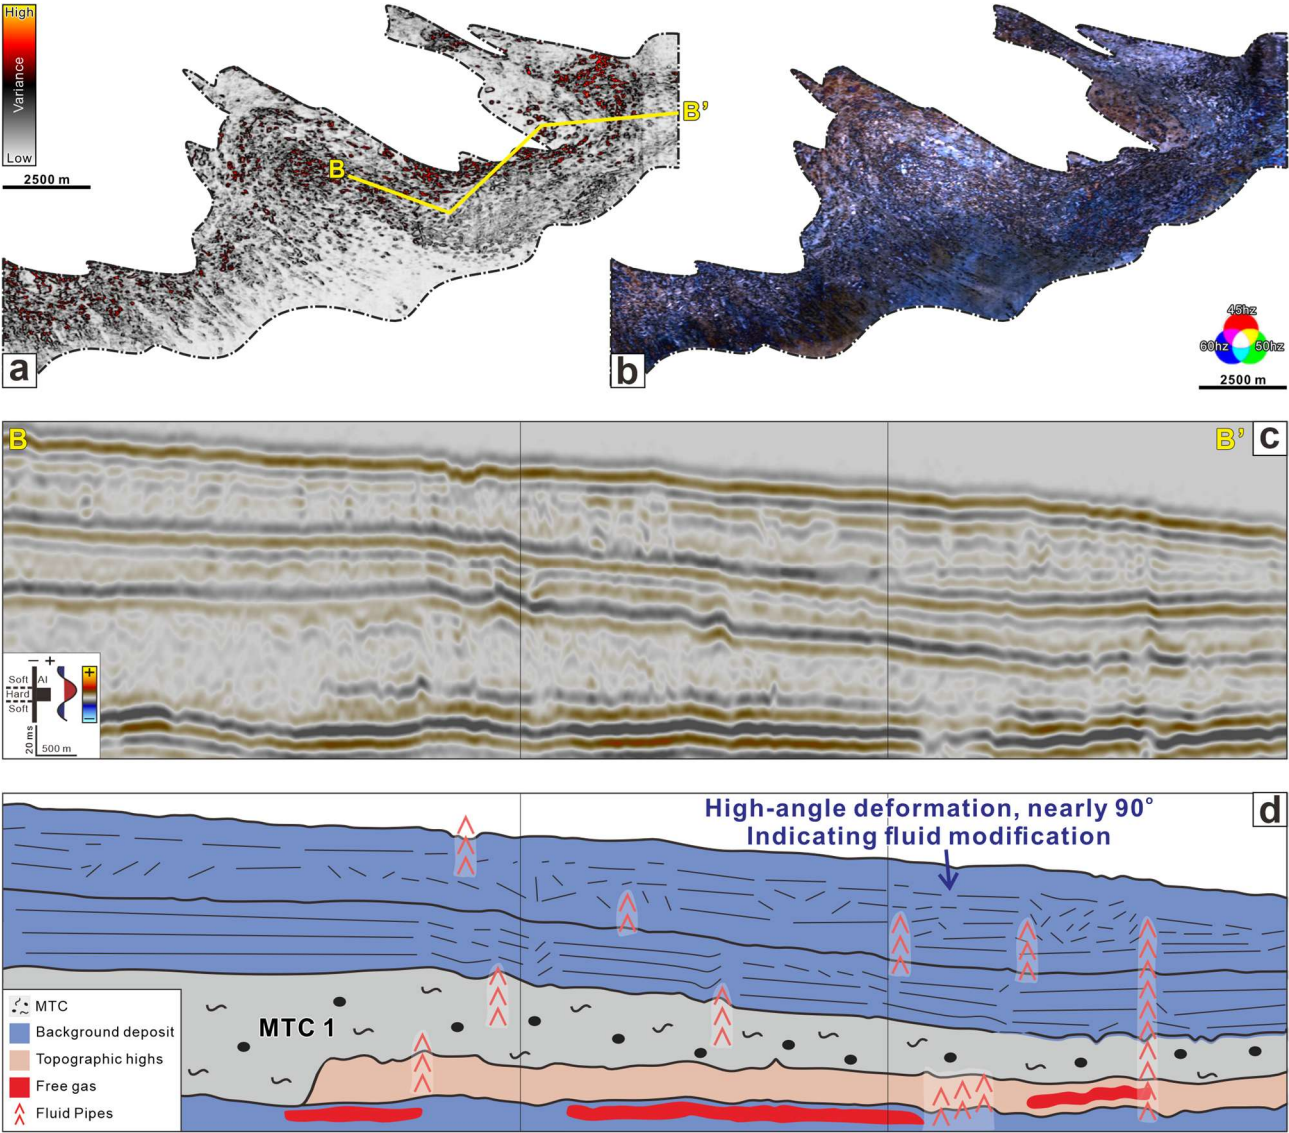 High
Variance
Low
2500 m
B
B’
a
45hz
60hz
50hz
2500 m
b
B
B’
c
− +
Soft
AI
Hard
Soft
+
−
20 ms
500 m
High-angle deformation, nearly 90°
Indicating fluid modification
d
MTC 1
MTC
Background deposit
Topographic highs
Free gas
Fluid Pipes